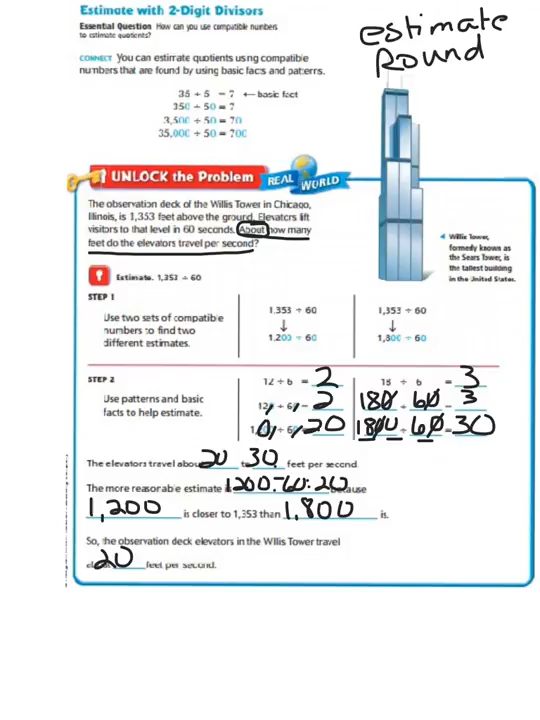 Estimate with 2-Digit Divisors
Essential Question How can you use compatible numbers
to estimate quotients?
estimate
Round
CONNECT You can estimate quotients using compatible
numbers that are found by using basic facts and patterns.
35 ÷ 5 = 7 ← basic fact
350 ÷ 50 = 7
3,500 ÷ 50 = 70
35,000 ÷ 50 = 700
UNLOCK the Problem REAL WORLD
The observation deck of the Willis Tower in Chicago,
Illinois, is 1,353 feet above the ground. Elevators lift
visitors to that level in 60 seconds. About how many
feet do the elevators travel per second?
◄ Willis Tower,
formerly known as
the Sears Tower, is
the tallest building
in the United States.
Estimate. 1,353 ÷ 60
STEP 1
Use two sets of compatible
numbers to find two
different estimates.
1,353 ÷ 60 1,353 ÷ 60
↓ ↓
1,200 ÷ 60 1,800 ÷ 60
STEP 2
Use patterns and basic
facts to help estimate.
12 ÷ 6 = 2 18 ÷ 6 = 3
÷ = 2 180 ÷ 60 = 3
÷ = 20 1800 ÷ 60 = 30
The elevators travel about 20 to 30 feet per second.
The more reasonable estimate is 1200÷60=20 because
1,200 is closer to 1,353 than 1,800 is.
So, the observation deck elevators in the Willis Tower travel
20 feet per second.